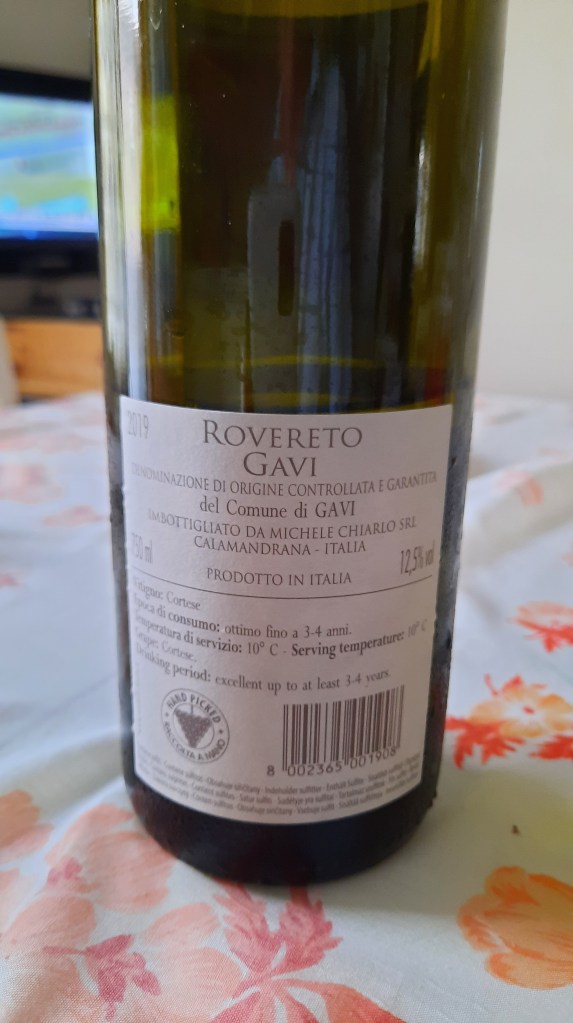 2019
ROVERETO
GAVI
DENOMINAZIONE DI ORIGINE CONTROLLATA E GARANTITA
del Comune di GAVI
IMBOTTIGLIATO DA MICHELE CHIARLO SRL
CALAMANDRANA - ITALIA
750 ml
12,5% vol
PRODOTTO IN ITALIA
Vitigno: Cortese
Epoca di consumo: ottimo fino a 3-4 anni.
Temperatura di servizio: 10° C - Serving temperature: 10° C
Grape: Cortese.
Drinking period: excellent up to at least 3-4 years.
HAND PICKED
RACCOLTA A MANO
8 002365 001908